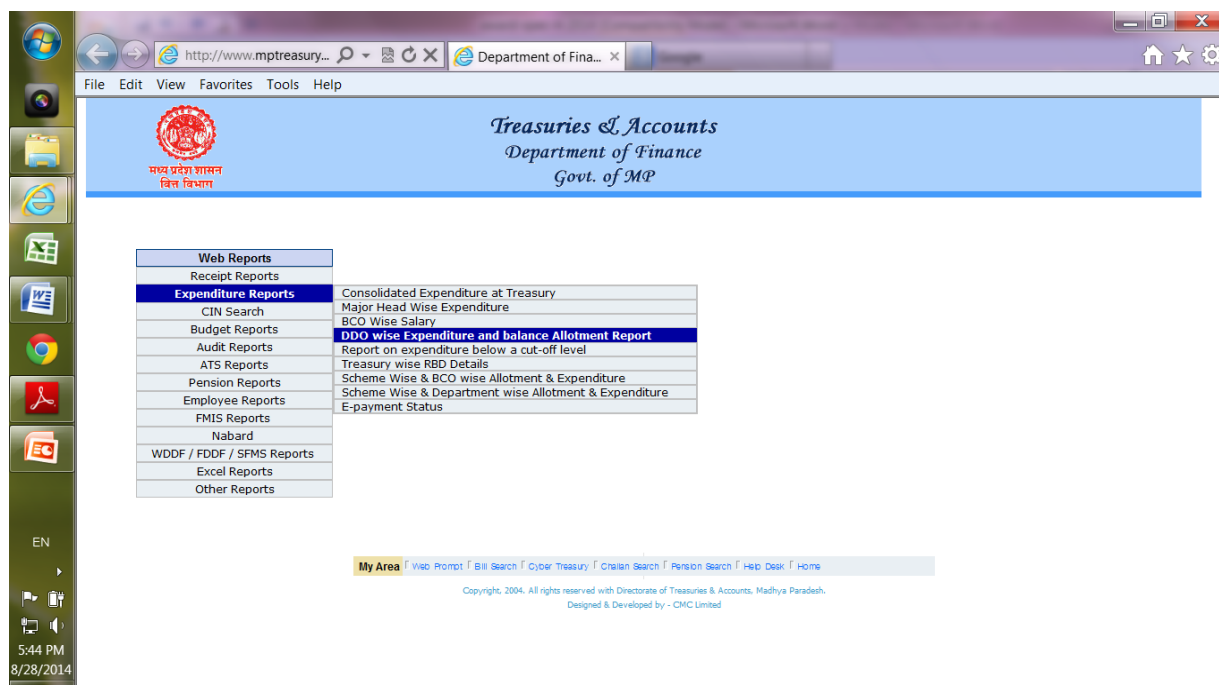 http://www.mptreasury...
Department of Fina...
File Edit View Favorites Tools Help
मध्य प्रदेश शासन
वित्त विभाग
Treasuries & Accounts
Department of Finance
Govt. of MP
Web Reports
Receipt Reports
Expenditure Reports
CIN Search
Budget Reports
Audit Reports
ATS Reports
Pension Reports
Employee Reports
FMIS Reports
Nabard
WDDF / FDDF / SFMS Reports
Excel Reports
Other Reports
Consolidated Expenditure at Treasury
Major Head Wise Expenditure
BCO Wise Salary
DDO wise Expenditure and balance Allotment Report
Report on expenditure below a cut-off level
Treasury wise RBD Details
Scheme Wise & BCO wise Allotment & Expenditure
Scheme Wise & Department wise Allotment & Expenditure
E-payment Status
My Area Web Prompt Bill Search Cyber Treasury Challan Search Pension Search Help Desk Home
Copyright, 2004. All rights reserved with Directorate of Treasuries & Accounts, Madhya Paradesh.
Designed & Developed by - CMC Limited
EN
5:44 PM
8/28/2014